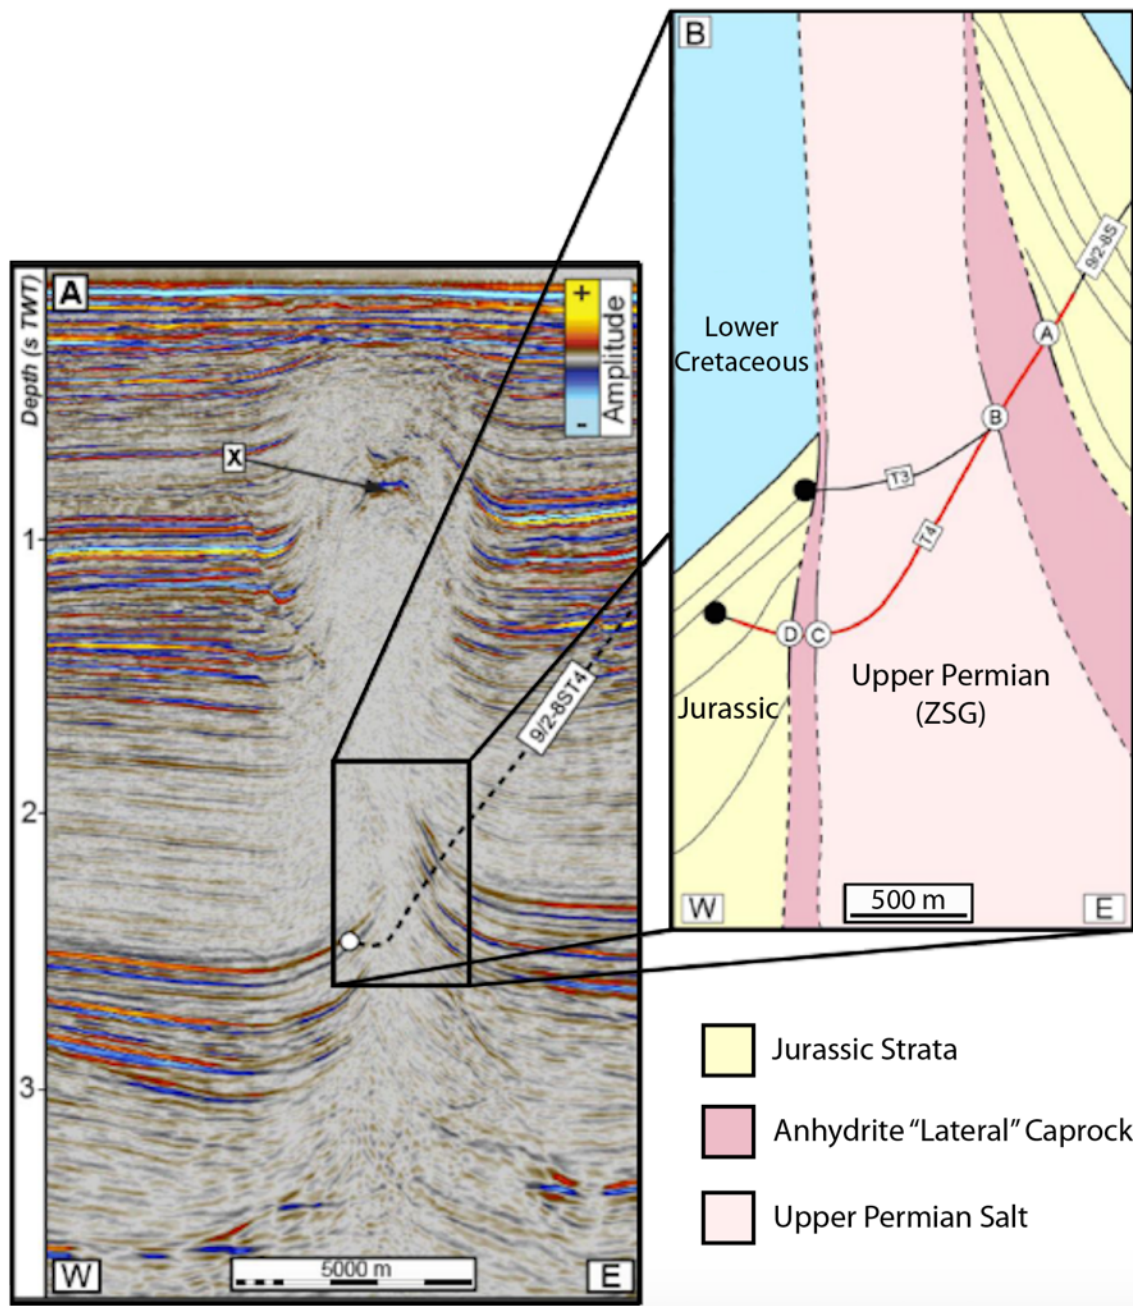 A
Depth (s TWT)
+
Amplitude
-
X
1
2
3
9/2-8ST4
W
5000 m
E
B
Lower
Cretaceous
9/2-8S
A
B
T3
T4
D
C
Upper Permian
(ZSG)
Jurassic
W
500 m
E
Jurassic Strata
Anhydrite “Lateral” Caprock
Upper Permian Salt